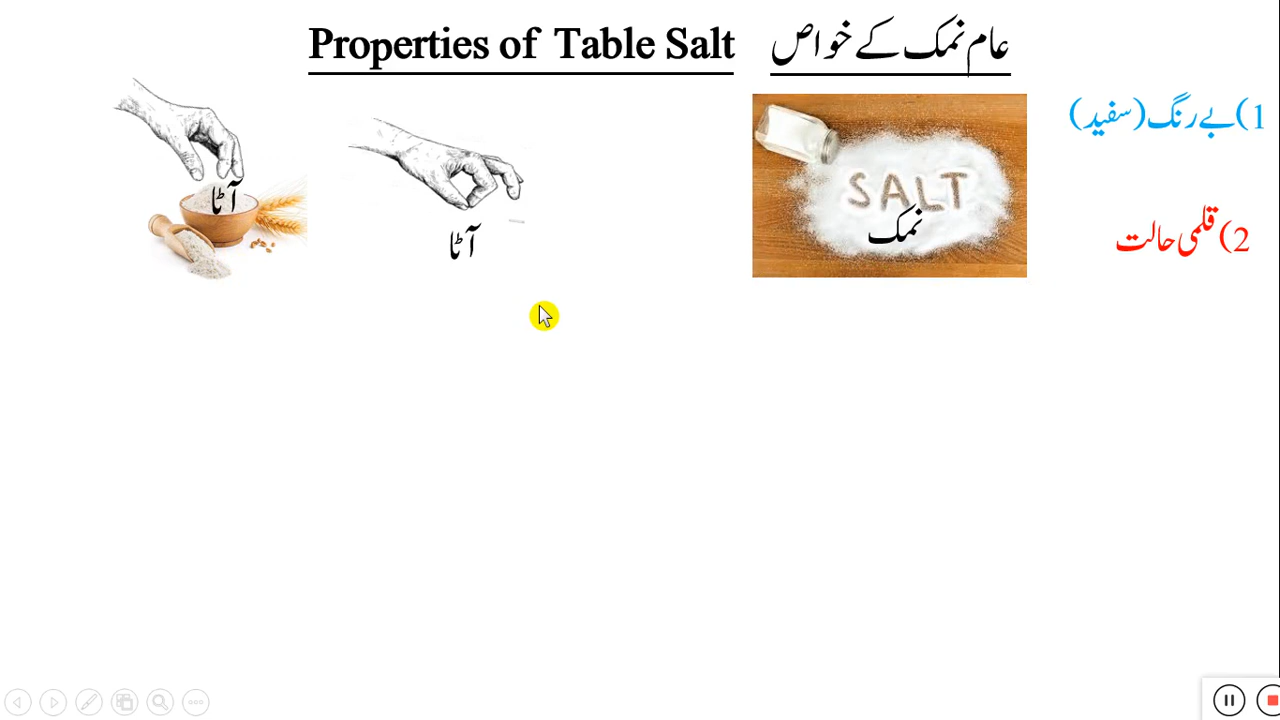 Properties of Table Salt عام نمک کے خواص
1) بے رنگ (سفید)
2) قلمی حالت
SALT
نمک
آٹا
آٹا